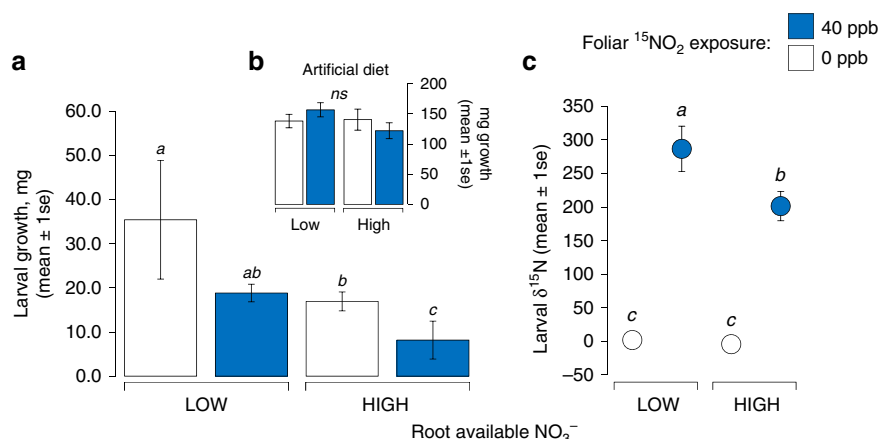 Foliar ¹⁵NO₂ exposure:
40 ppb
0 ppb
a
60.0
50.0
40.0
30.0
20.0
10.0
0.0
Larval growth, mg
(mean ± 1se)
a
ab
b
c
LOW
HIGH
b
Artificial diet
ns
200
150
100
50
0
mg growth
(mean ±1se)
Low
High
c
350
300
250
200
150
100
50
0
−50
Larval δ¹⁵N (mean ± 1se)
a
b
c
c
LOW
HIGH
Root available NO₃⁻